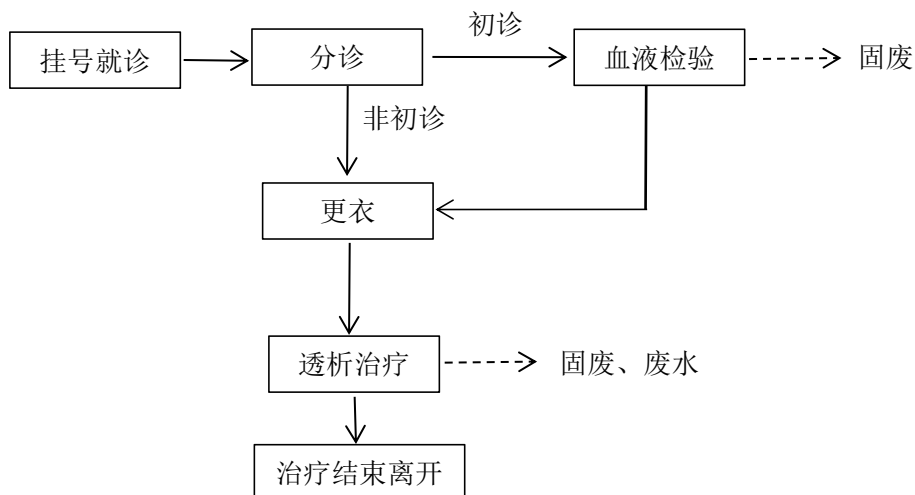 初诊
挂号就诊
分诊
血液检验
固废
非初诊
更衣
透析治疗
固废、废水
治疗结束离开